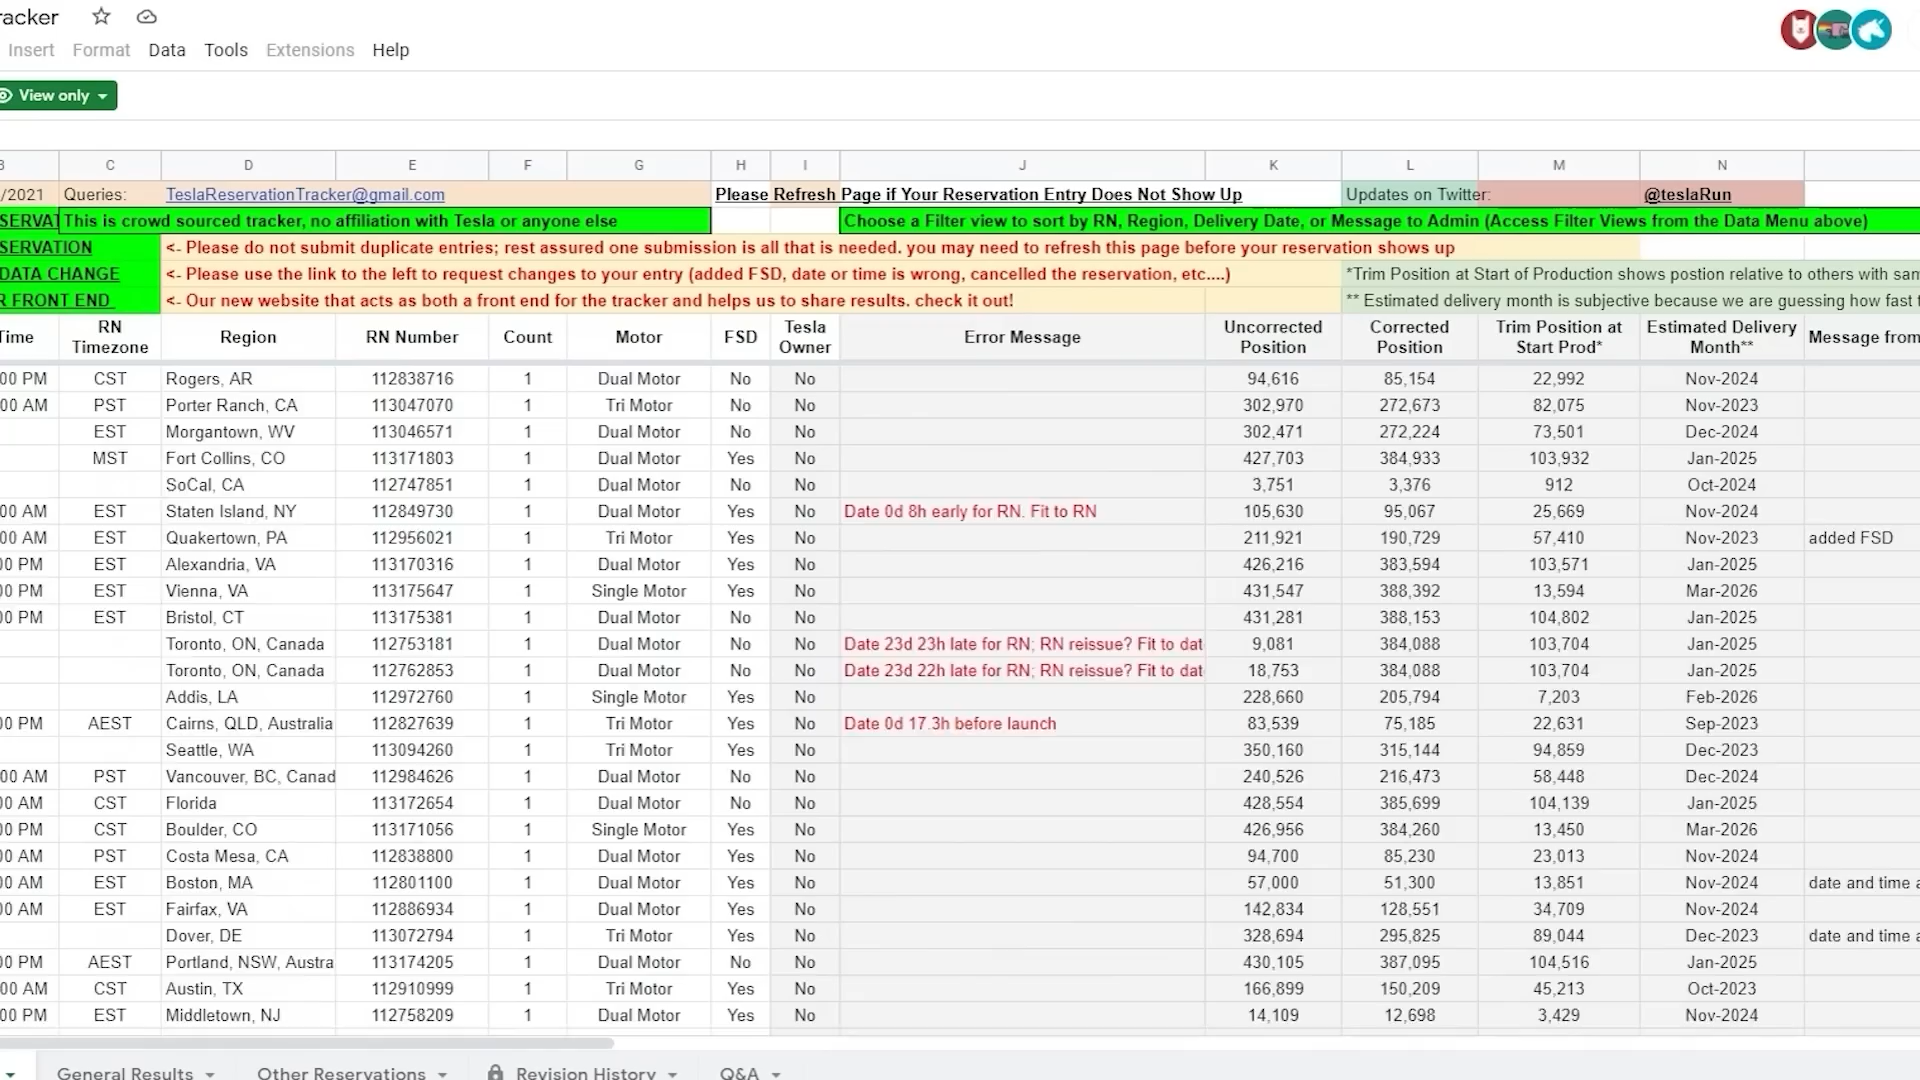 racker
Insert Format Data Tools Extensions Help
View only
C D E F G H I J K L M N
/2021 Queries: TeslaReservationTracker@gmail.com Please Refresh Page if Your Reservation Entry Does Not Show Up Updates on Twitter: @teslaRun
SERVAT This is crowd sourced tracker, no affiliation with Tesla or anyone else Choose a Filter view to sort by RN, Region, Delivery Date, or Message to Admin (Access Filter Views from the Data Menu above)
SERVATION <- Please do not submit duplicate entries; rest assured one submission is all that is needed. you may need to refresh this page before your reservation shows up
DATA CHANGE <- Please use the link to the left to request changes to your entry (added FSD, date or time is wrong, cancelled the reservation, etc....) *Trim Position at Start of Production shows postion relative to others with sam
R FRONT END <- Our new website that acts as both a front end for the tracker and helps us to share results. check it out! ** Estimated delivery month is subjective because we are guessing how fast t
Time RN Timezone Region RN Number Count Motor FSD Tesla Owner Error Message Uncorrected Position Corrected Position Trim Position at Start Prod* Estimated Delivery Month** Message from
00 PM CST Rogers, AR 112838716 1 Dual Motor No No 94,616 85,154 22,992 Nov-2024
00 AM PST Porter Ranch, CA 113047070 1 Tri Motor No No 302,970 272,673 82,075 Nov-2023
EST Morgantown, WV 113046571 1 Dual Motor No No 302,471 272,224 73,501 Dec-2024
MST Fort Collins, CO 113171803 1 Dual Motor Yes No 427,703 384,933 103,932 Jan-2025
SoCal, CA 112747851 1 Dual Motor No No 3,751 3,376 912 Oct-2024
00 AM EST Staten Island, NY 112849730 1 Dual Motor Yes No Date 0d 8h early for RN. Fit to RN 105,630 95,067 25,669 Nov-2024
00 AM EST Quakertown, PA 112956021 1 Tri Motor Yes No 211,921 190,729 57,410 Nov-2023 added FSD
00 PM EST Alexandria, VA 113170316 1 Dual Motor Yes No 426,216 383,594 103,571 Jan-2025
00 PM EST Vienna, VA 113175647 1 Single Motor Yes No 431,547 388,392 13,594 Mar-2026
00 PM EST Bristol, CT 113175381 1 Dual Motor No No 431,281 388,153 104,802 Jan-2025
Toronto, ON, Canada 112753181 1 Dual Motor No No Date 23d 23h late for RN; RN reissue? Fit to dat 9,081 384,088 103,704 Jan-2025
Toronto, ON, Canada 112762853 1 Dual Motor No No Date 23d 22h late for RN; RN reissue? Fit to dat 18,753 384,088 103,704 Jan-2025
Addis, LA 112972760 1 Single Motor Yes No 228,660 205,794 7,203 Feb-2026
00 PM AEST Cairns, QLD, Australia 112827639 1 Tri Motor Yes No Date 0d 17.3h before launch 83,539 75,185 22,631 Sep-2023
Seattle, WA 113094260 1 Tri Motor Yes No 350,160 315,144 94,859 Dec-2023
00 AM PST Vancouver, BC, Canad 112984626 1 Dual Motor No No 240,526 216,473 58,448 Dec-2024
00 AM CST Florida 113172654 1 Dual Motor No No 428,554 385,699 104,139 Jan-2025
00 PM CST Boulder, CO 113171056 1 Single Motor Yes No 426,956 384,260 13,450 Mar-2026
00 AM PST Costa Mesa, CA 112838800 1 Dual Motor Yes No 94,700 85,230 23,013 Nov-2024
00 AM EST Boston, MA 112801100 1 Dual Motor Yes No 57,000 51,300 13,851 Nov-2024 date and time a
00 AM EST Fairfax, VA 112886934 1 Dual Motor Yes No 142,834 128,551 34,709 Nov-2024
Dover, DE 113072794 1 Tri Motor Yes No 328,694 295,825 89,044 Dec-2023 date and time a
00 PM AEST Portland, NSW, Austra 113174205 1 Dual Motor No No 430,105 387,095 104,516 Jan-2025
00 AM CST Austin, TX 112910999 1 Tri Motor Yes No 166,899 150,209 45,213 Oct-2023
00 PM EST Middletown, NJ 112758209 1 Dual Motor Yes No 14,109 12,698 3,429 Nov-2024
General Results Other Reservations Revision History Q&A